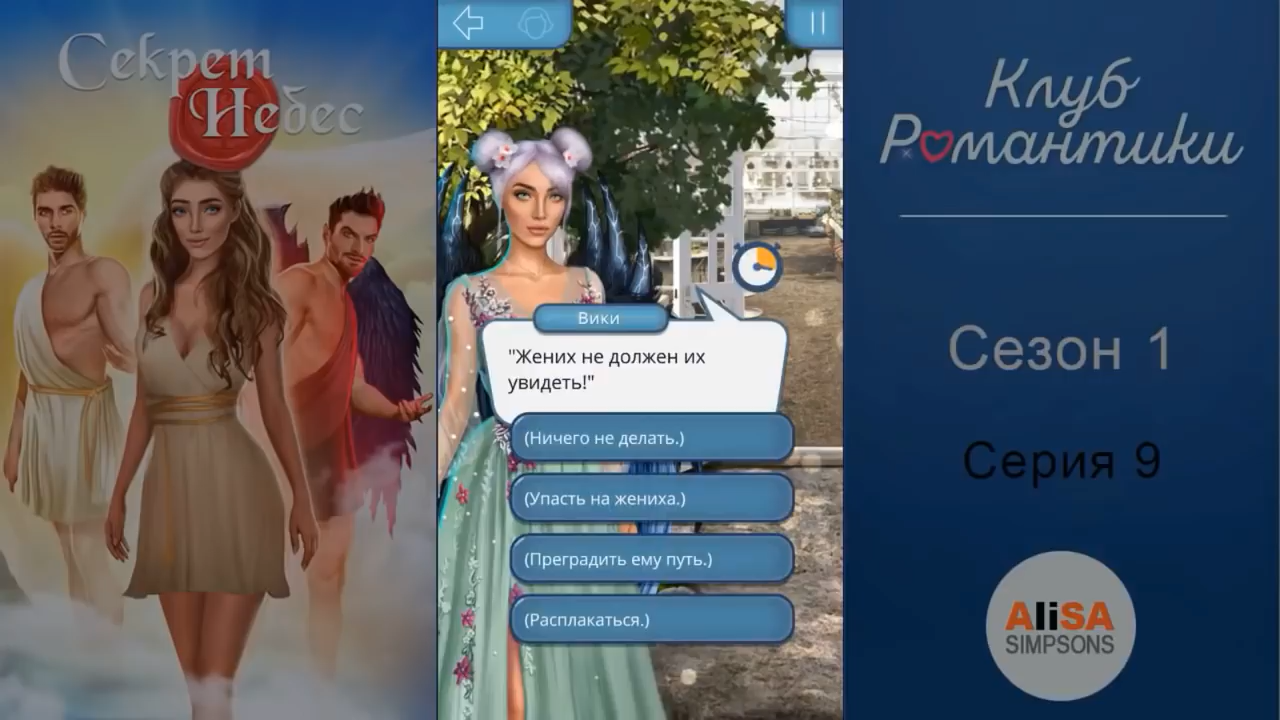 Секрет
Небес
Вики
"Жених не должен их
увидеть!"
(Ничего не делать.)
(Упасть на жениха.)
(Преградить ему путь.)
(Расплакаться.)
Клуб
Романтики
Сезон 1
Серия 9
AliSA
SIMPSONS